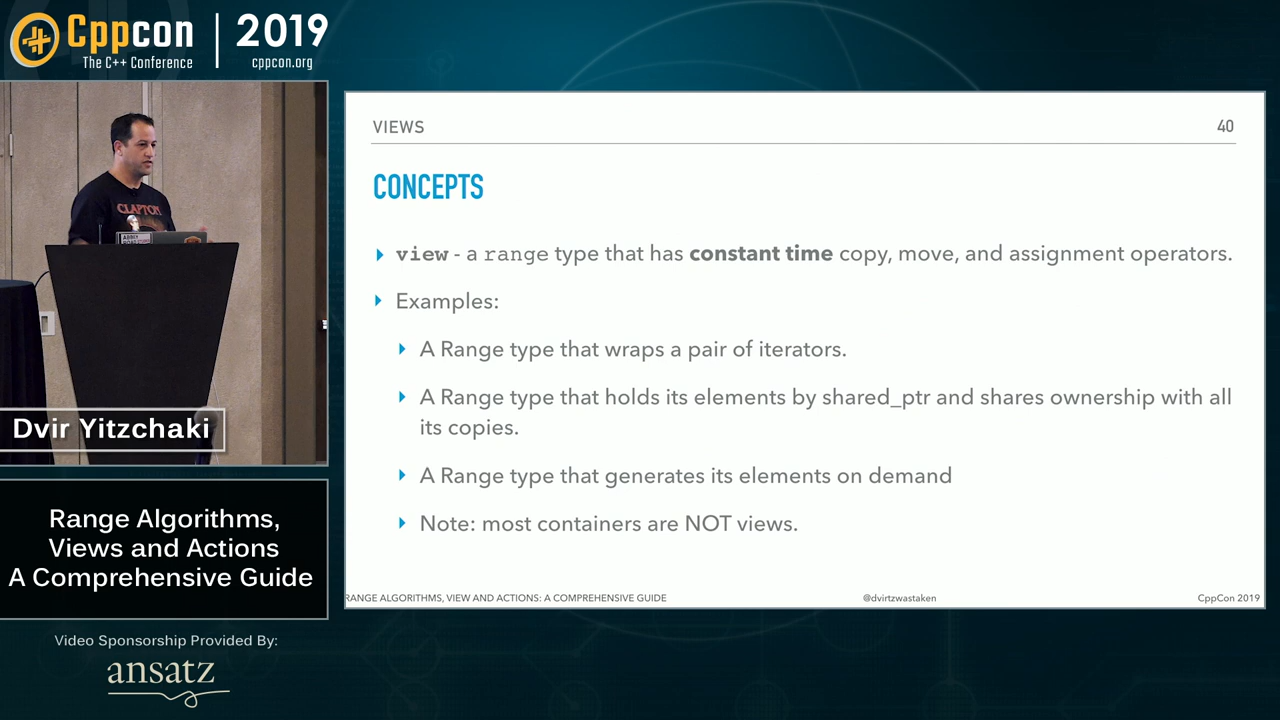 Cppcon
The C++ Conference
2019
cppcon.org
VIEWS
40
CONCEPTS
view - a range type that has constant time copy, move, and assignment operators.
Examples:
A Range type that wraps a pair of iterators.
A Range type that holds its elements by shared_ptr and shares ownership with all
its copies.
A Range type that generates its elements on demand
Note: most containers are NOT views.
RANGE ALGORITHMS, VIEW AND ACTIONS: A COMPREHENSIVE GUIDE
@dvirtzwastaken
CppCon 2019
CLAPTON
Dvir Yitzchaki
Range Algorithms,
Views and Actions
A Comprehensive Guide
Video Sponsorship Provided By:
ansatz